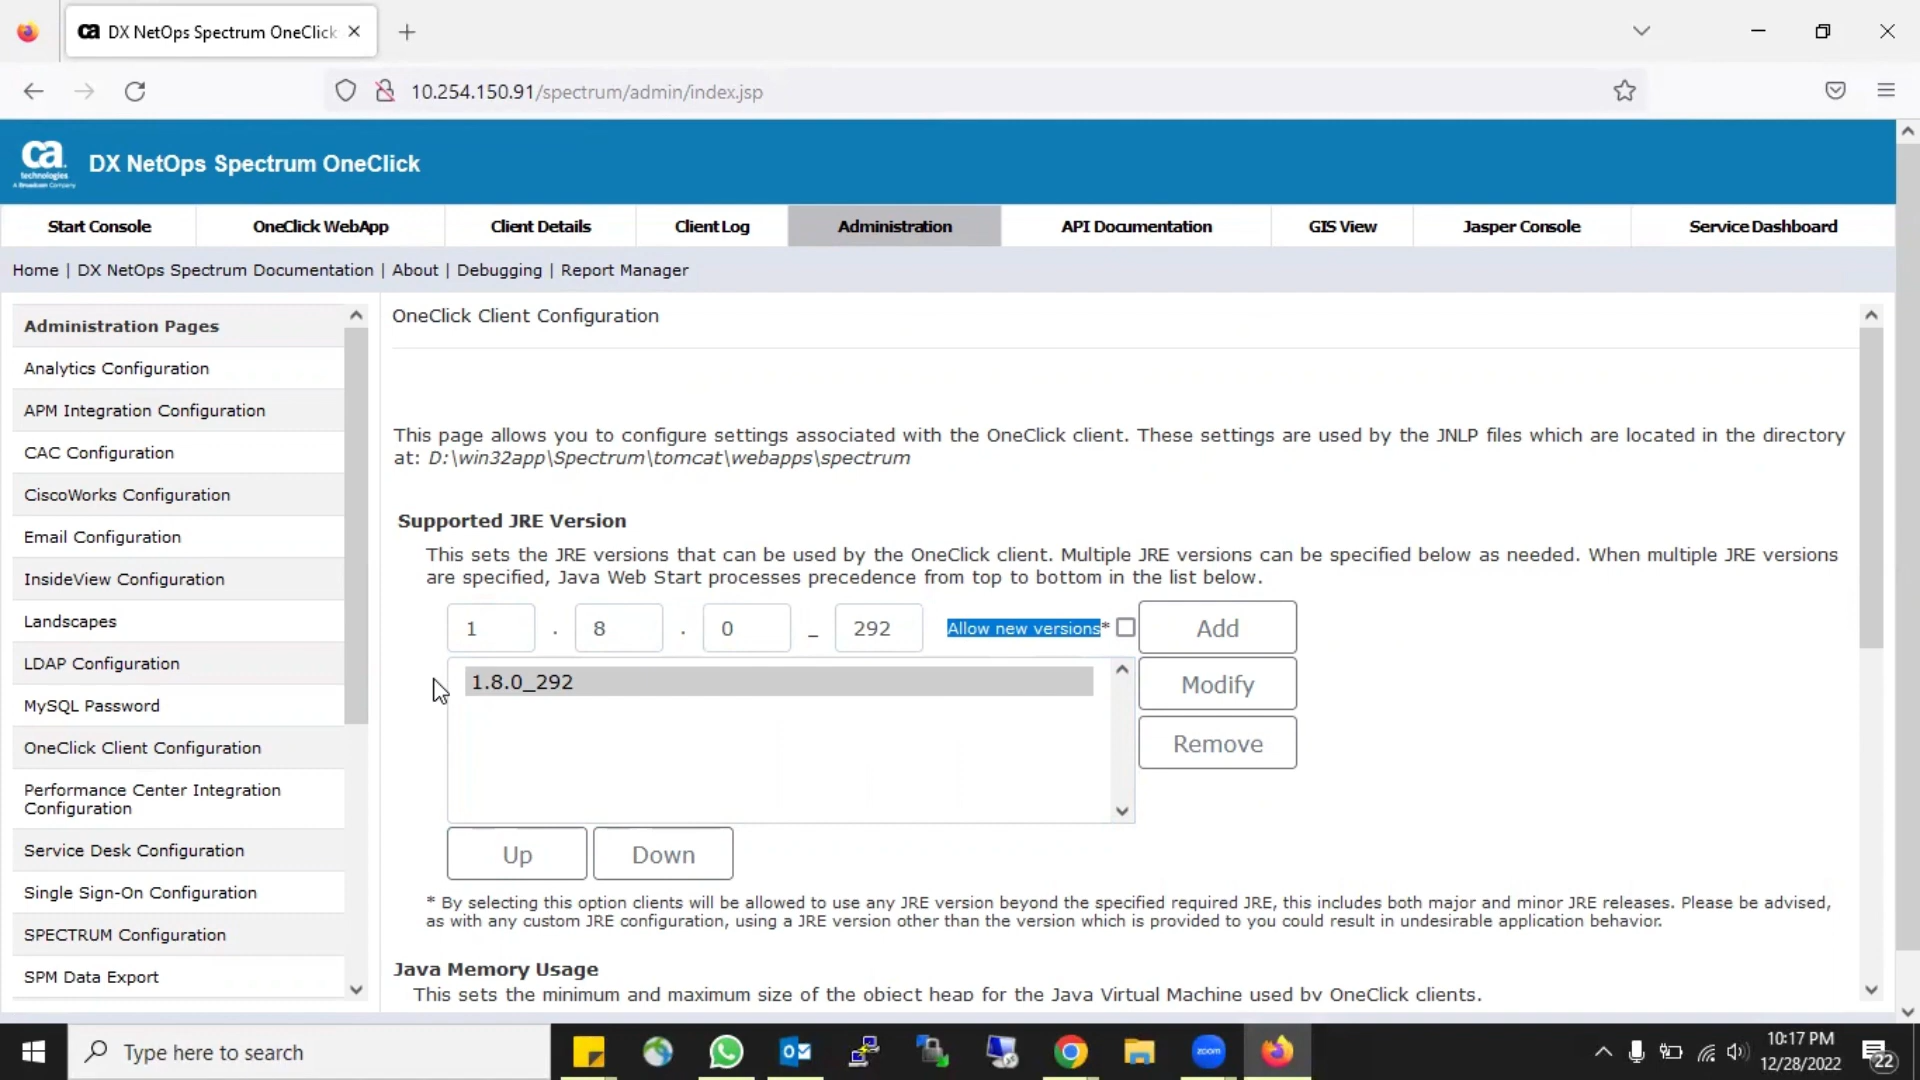 DX NetOps Spectrum OneClick
10.254.150.91/spectrum/admin/index.jsp
ca
technologies
A Broadcom Company
DX NetOps Spectrum OneClick
Start Console OneClick WebApp Client Details Client Log Administration API Documentation GIS View Jasper Console Service Dashboard
Home | DX NetOps Spectrum Documentation | About | Debugging | Report Manager
Administration Pages
Analytics Configuration
APM Integration Configuration
CAC Configuration
CiscoWorks Configuration
Email Configuration
InsideView Configuration
Landscapes
LDAP Configuration
MySQL Password
OneClick Client Configuration
Performance Center Integration
Configuration
Service Desk Configuration
Single Sign-On Configuration
SPECTRUM Configuration
SPM Data Export
OneClick Client Configuration
This page allows you to configure settings associated with the OneClick client. These settings are used by the JNLP files which are located in the directory
at: D:\win32app\Spectrum\tomcat\webapps\spectrum
Supported JRE Version
This sets the JRE versions that can be used by the OneClick client. Multiple JRE versions can be specified below as needed. When multiple JRE versions
are specified, Java Web Start processes precedence from top to bottom in the list below.
1 . 8 . 0 _ 292 Allow new versions* Add
1.8.0_292
Modify
Remove
Up Down
* By selecting this option clients will be allowed to use any JRE version beyond the specified required JRE, this includes both major and minor JRE releases. Please be advised,
as with any custom JRE configuration, using a JRE version other than the version which is provided to you could result in undesirable application behavior.
Java Memory Usage
This sets the minimum and maximum size of the object heap for the Java Virtual Machine used by OneClick clients.
Type here to search
zoom
10:17 PM
12/28/2022
22